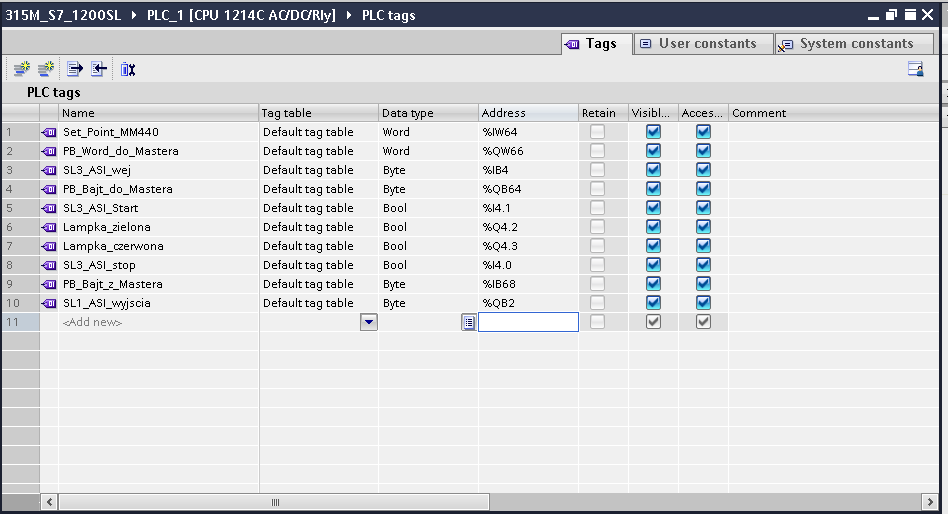 315M_S7_1200SL ▸ PLC_1 [CPU 1214C AC/DC/Rly] ▸ PLC tags
Tags User constants System constants
PLC tags
Name Tag table Data type Address Retain Visibl... Acces... Comment
1 Set_Point_MM440 Default tag table Word %IW64
2 PB_Word_do_Mastera Default tag table Word %QW66
3 SL3_ASI_wej Default tag table Byte %IB4
4 PB_Bajt_do_Mastera Default tag table Byte %QB64
5 SL3_ASI_Start Default tag table Bool %I4.1
6 Lampka_zielona Default tag table Bool %Q4.2
7 Lampka_czerwona Default tag table Bool %Q4.3
8 SL3_ASI_stop Default tag table Bool %I4.0
9 PB_Bajt_z_Mastera Default tag table Byte %IB68
10 SL1_ASI_wyjscia Default tag table Byte %QB2
11 <Add new>